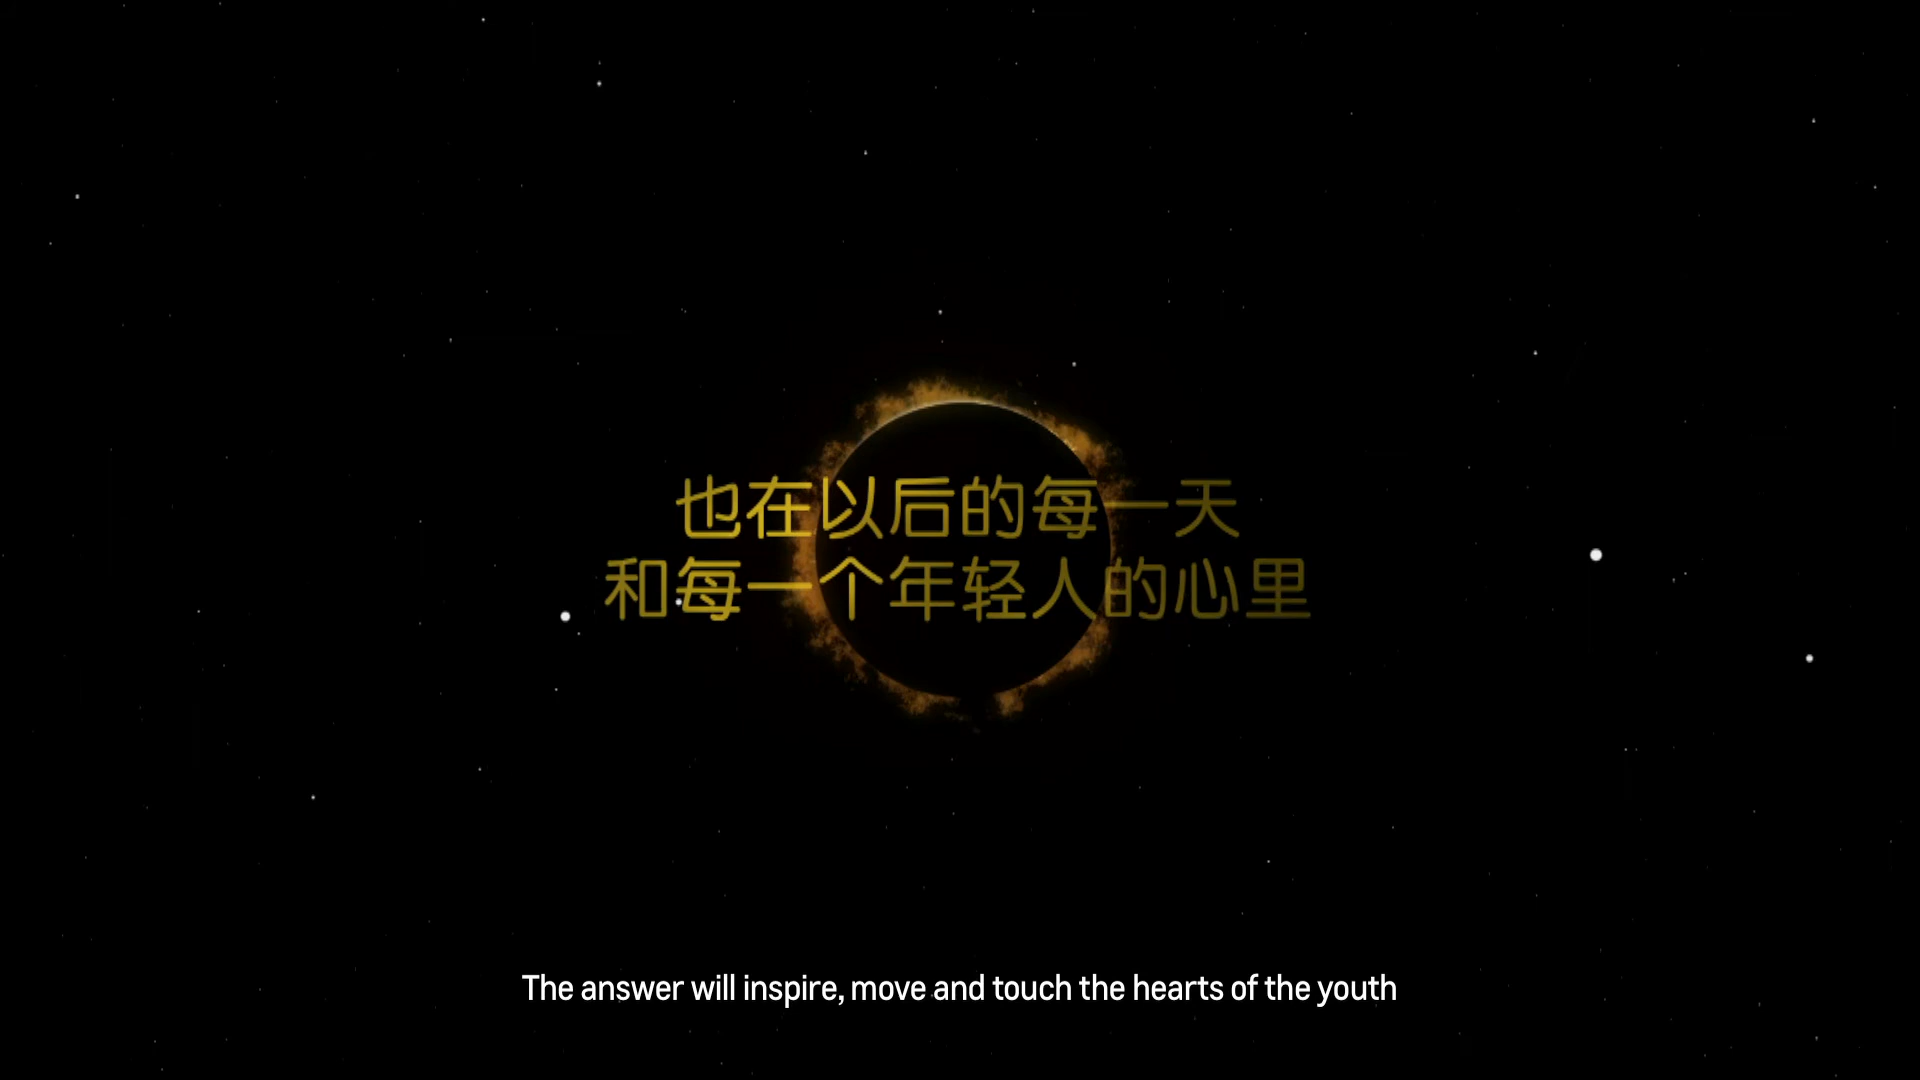 也在以后的每一天
和每一个年轻人的心里
The answer will inspire, move and touch the hearts of the youth